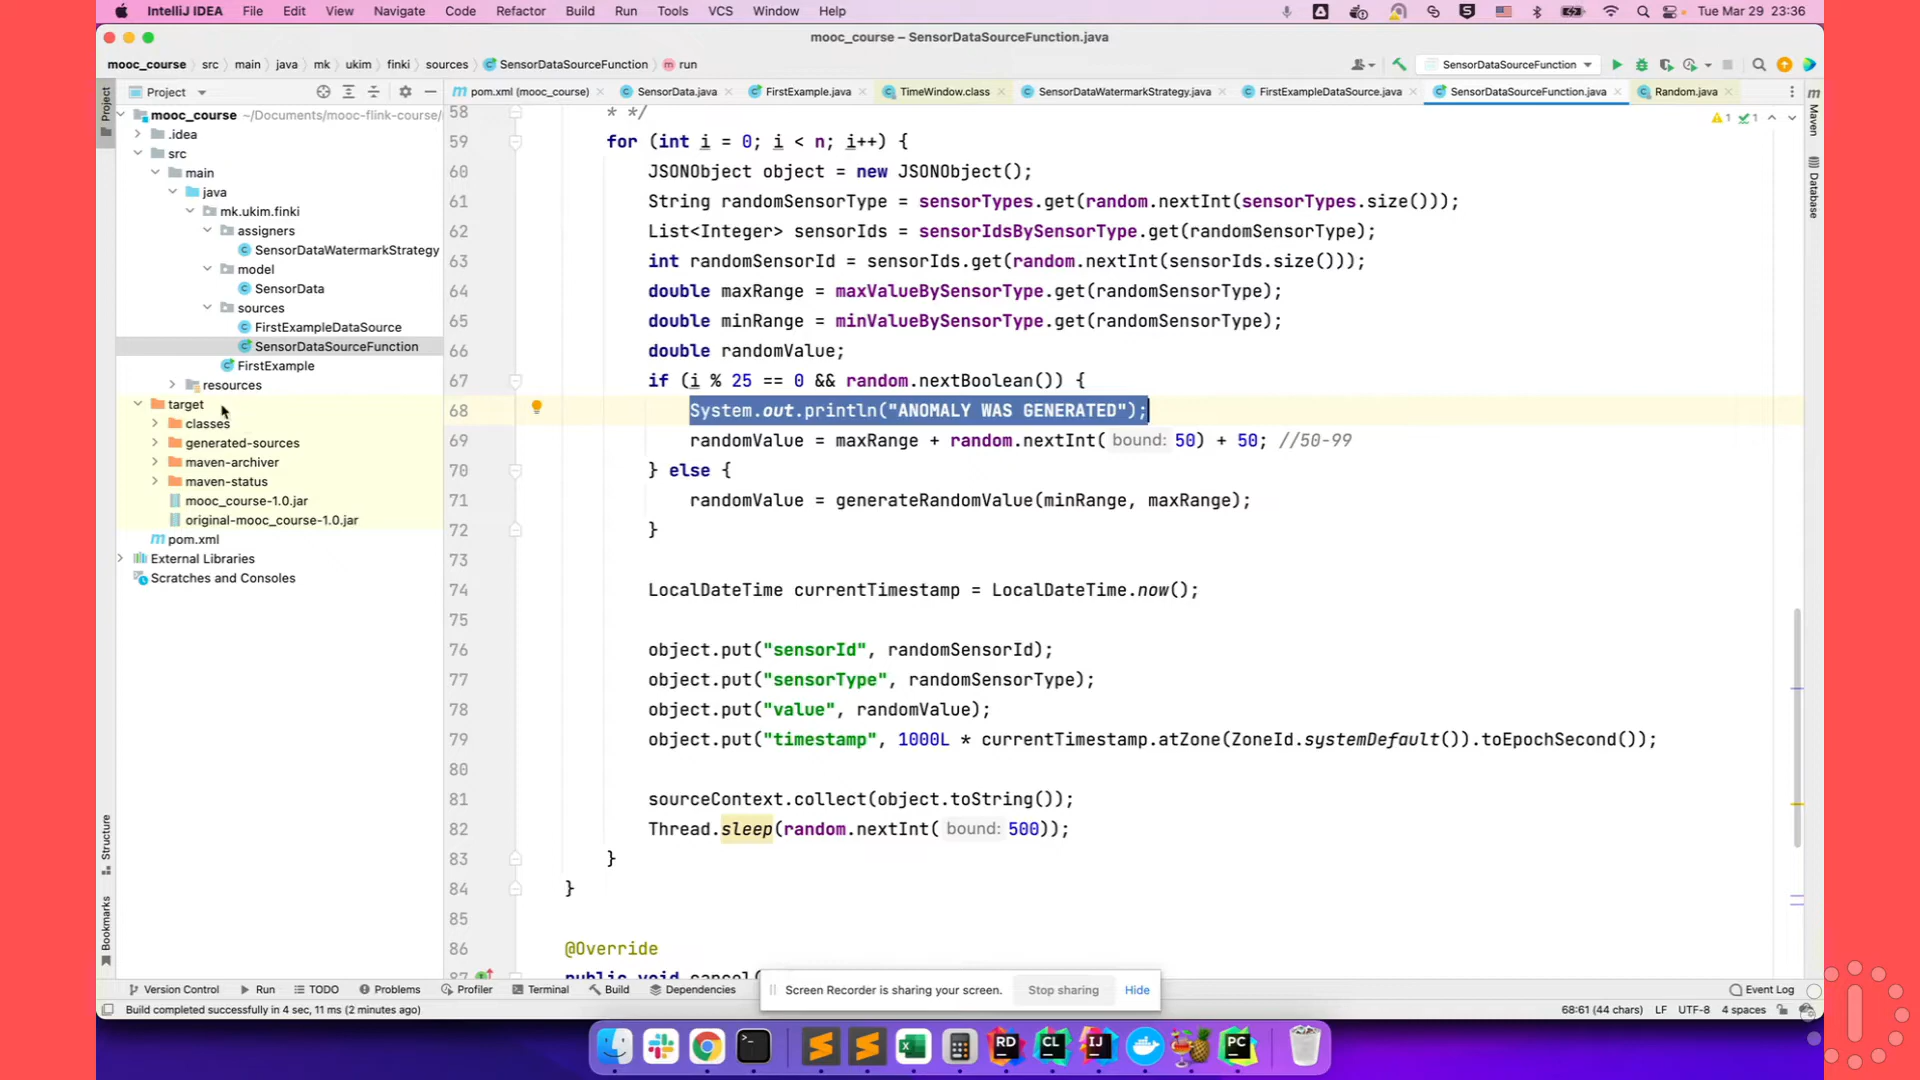 IntelliJ IDEA File Edit View Navigate Code Refactor Build Run Tools VCS Window Help Tue Mar 29 23:36
mooc_course – SensorDataSourceFunction.java
mooc_course src main java mk ukim finki sources SensorDataSourceFunction run SensorDataSourceFunction
Project pom.xml (mooc_course) SensorData.java FirstExample.java TimeWindow.class SensorDataWatermarkStrategy.java FirstExampleDataSource.java SensorDataSourceFunction.java Random.java
Project
Structure
Bookmarks
mooc_course ~/Documents/mooc-flink-course/
.idea
src
main
java
mk.ukim.finki
assigners
SensorDataWatermarkStrategy
model
SensorData
sources
FirstExampleDataSource
SensorDataSourceFunction
FirstExample
resources
target
classes
generated-sources
maven-archiver
maven-status
mooc_course-1.0.jar
original-mooc_course-1.0.jar
pom.xml
External Libraries
Scratches and Consoles
58 * */
59 for (int i = 0; i < n; i++) {
60 JSONObject object = new JSONObject();
61 String randomSensorType = sensorTypes.get(random.nextInt(sensorTypes.size()));
62 List<Integer> sensorIds = sensorIdsBySensorType.get(randomSensorType);
63 int randomSensorId = sensorIds.get(random.nextInt(sensorIds.size()));
64 double maxRange = maxValueBySensorType.get(randomSensorType);
65 double minRange = minValueBySensorType.get(randomSensorType);
66 double randomValue;
67 if (i % 25 == 0 && random.nextBoolean()) {
68 System.out.println("ANOMALY WAS GENERATED");
69 randomValue = maxRange + random.nextInt( bound: 50) + 50; //50-99
70 } else {
71 randomValue = generateRandomValue(minRange, maxRange);
72 }
73
74 LocalDateTime currentTimestamp = LocalDateTime.now();
75
76 object.put("sensorId", randomSensorId);
77 object.put("sensorType", randomSensorType);
78 object.put("value", randomValue);
79 object.put("timestamp", 1000L * currentTimestamp.atZone(ZoneId.systemDefault()).toEpochSecond());
80
81 sourceContext.collect(object.toString());
82 Thread.sleep(random.nextInt( bound: 500));
83 }
84 }
85
86 @Override
87 public void cancel(
1 1
Maven
Database
Screen Recorder is sharing your screen. Stop sharing Hide
Version Control Run TODO Problems Profiler Terminal Build Dependencies Event Log
Build completed successfully in 4 sec, 11 ms (2 minutes ago) 68:61 (44 chars) LF UTF-8 4 spaces
RD CL IJ PC